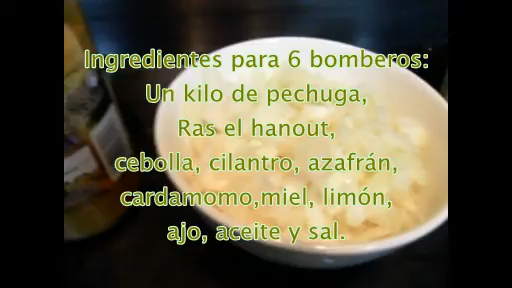 Ingredientes para 6 bomberos:
Un kilo de pechuga,
Ras el hanout,
cebolla, cilantro, azafrán,
cardamomo,miel, limón,
ajo, aceite y sal.